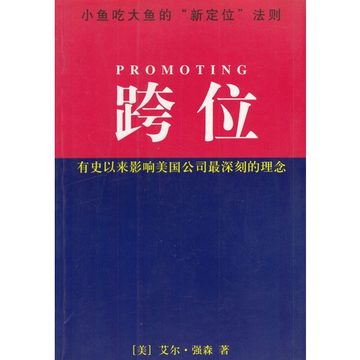 小鱼吃大鱼的“新定位”法则
PROMOTING
跨位
有史以来影响美国公司最深刻的理念
[美] 艾尔·强森 著